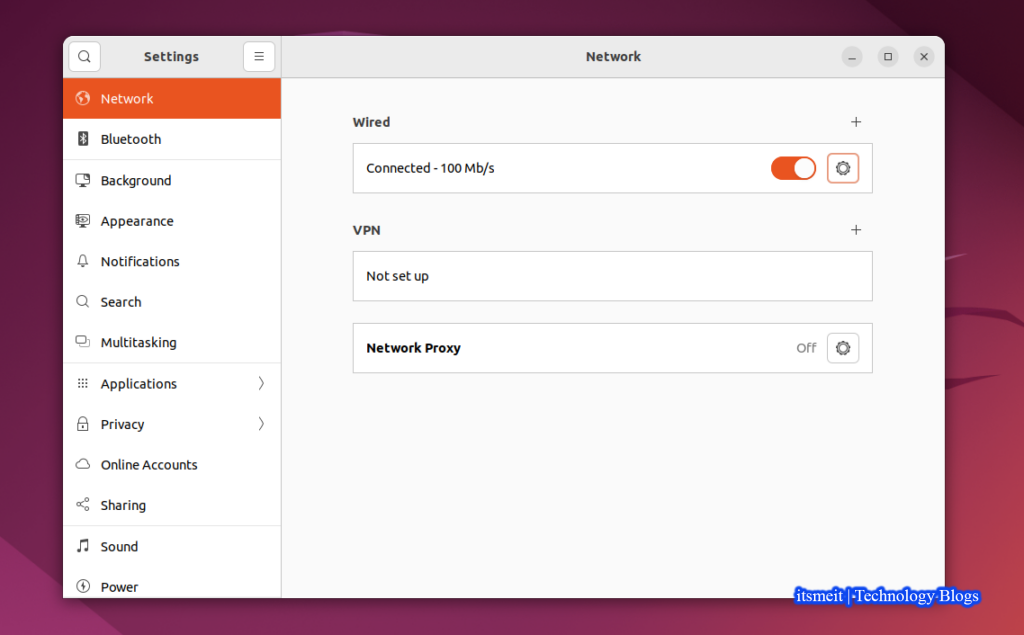 Settings
Network
Network
Bluetooth
Background
Appearance
Notifications
Search
Multitasking
Applications
Privacy
Online Accounts
Sharing
Sound
Power
Wired
Connected - 100 Mb/s
VPN
Not set up
Network Proxy Off
itsmeit | Technology Blogs